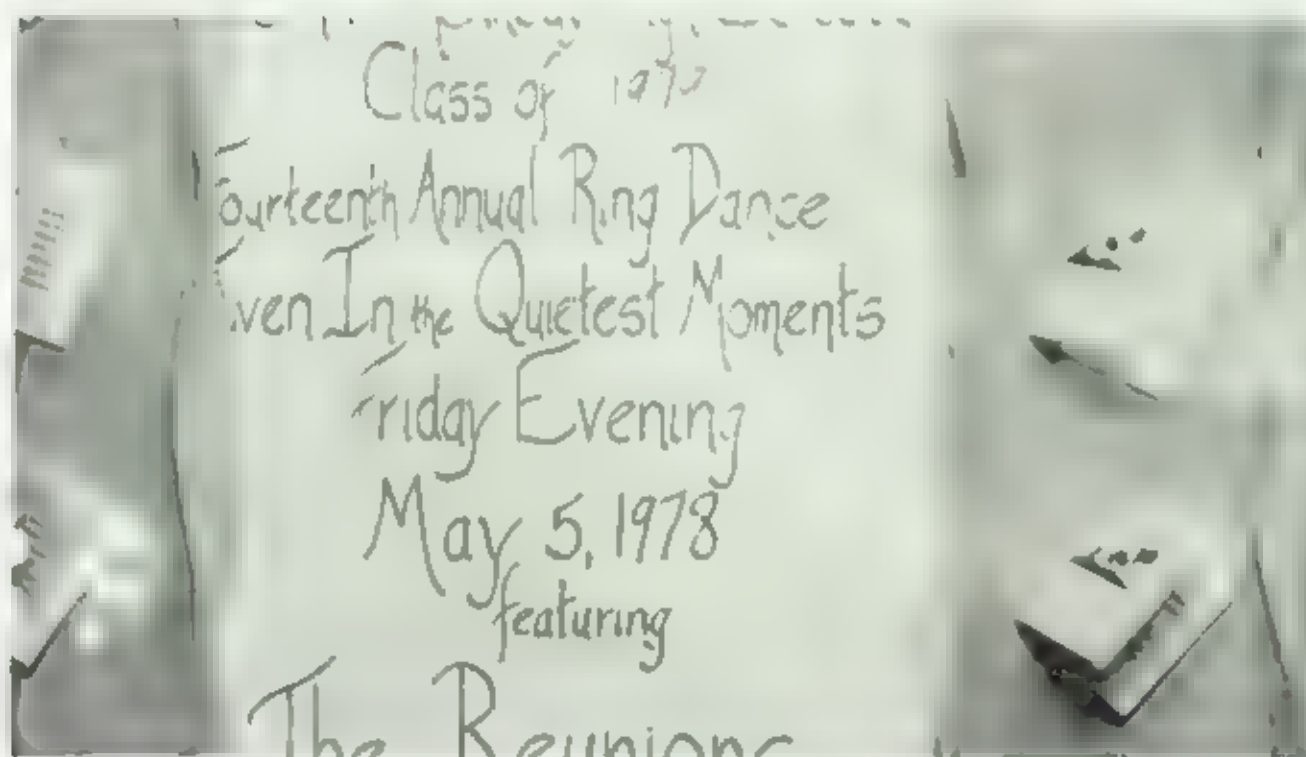 Class of
Fourteenth Annual Ring Dance
Even In the Quietest Moments
Friday Evening
May 5, 1978
featuring
The Reunions